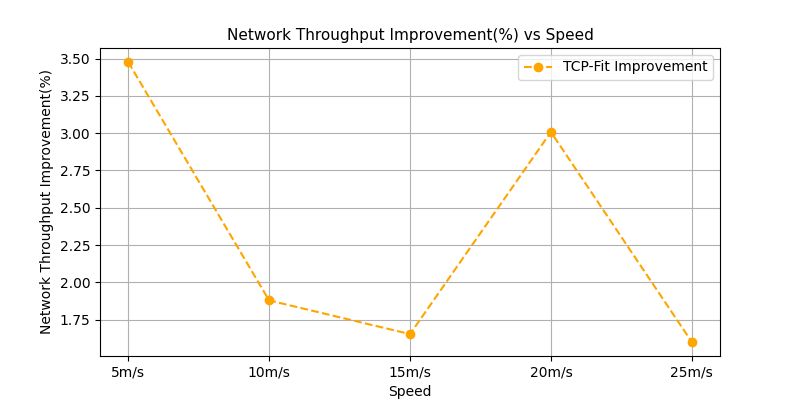 Network Throughput Improvement(%) vs Speed
TCP-Fit Improvement
Network Throughput Improvement(%)
3.50
3.25
3.00
2.75
2.50
2.25
2.00
1.75
5m/s 10m/s 15m/s 20m/s 25m/s
Speed